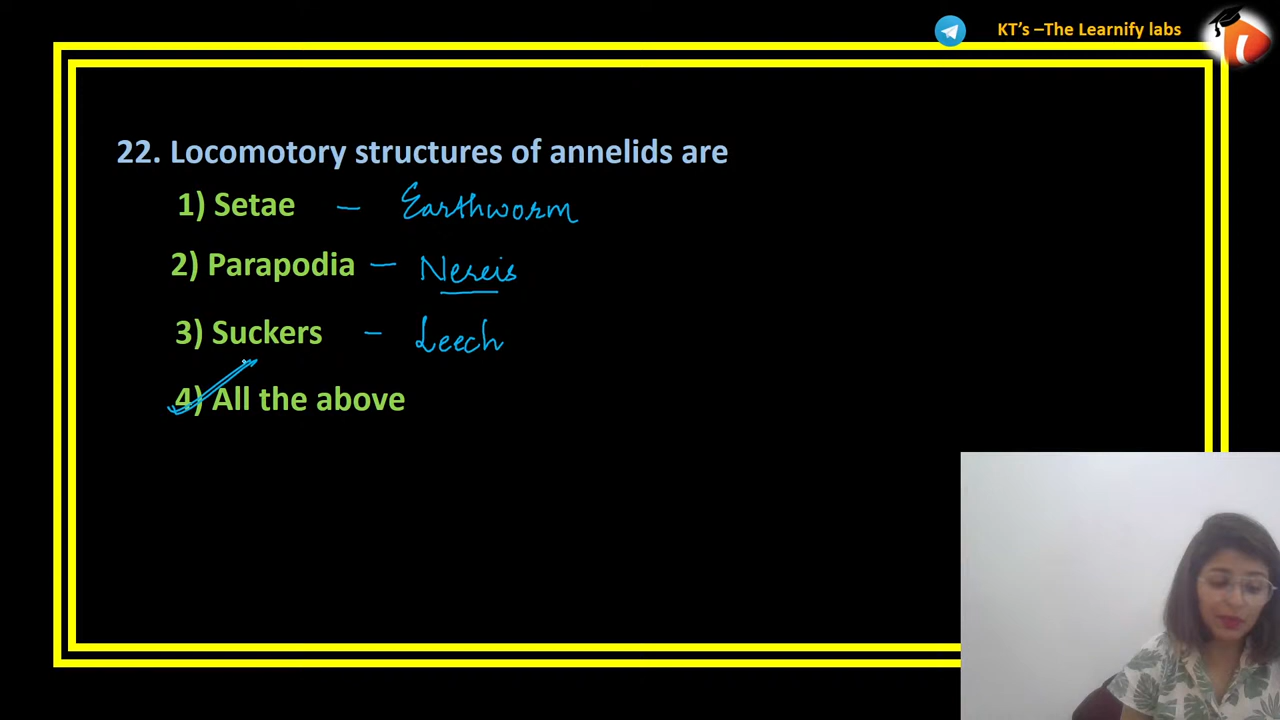 KT's –The Learnify labs
22. Locomotory structures of annelids are
1) Setae – Earthworm
2) Parapodia – Nereis
3) Suckers – Leech
4) All the above